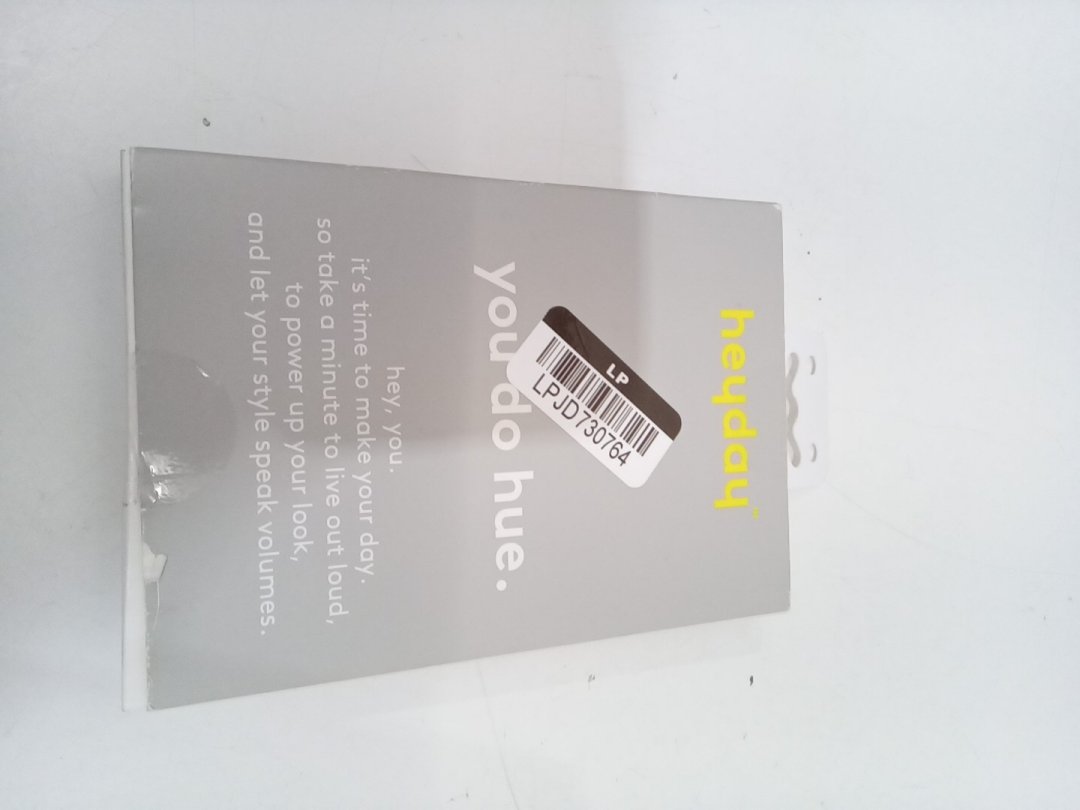 heyday™
LP
LPJD730764
you do hue.
hey, you.
it's time to make your day.
so take a minute to live out loud,
to power up your look,
and let your style speak volumes.